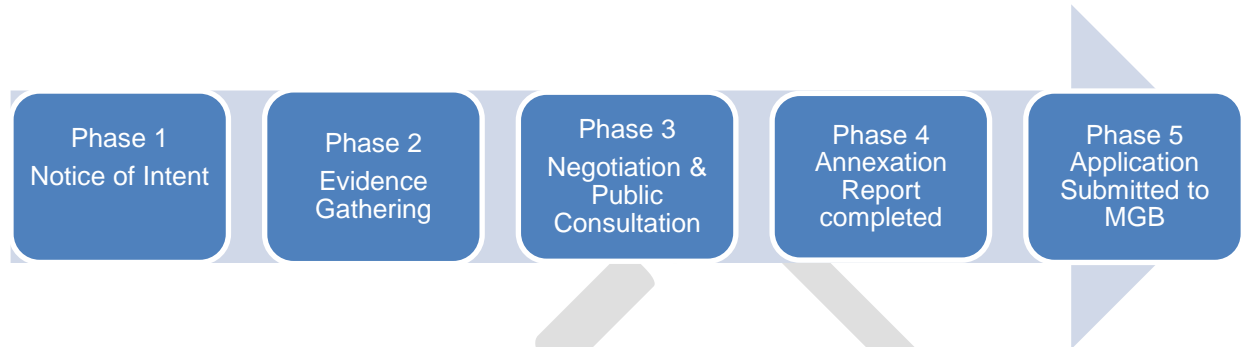 Phase 1
Notice of Intent
Phase 2
Evidence
Gathering
Phase 3
Negotiation &
Public
Consultation
Phase 4
Annexation
Report
completed
Phase 5
Application
Submitted to
MGB